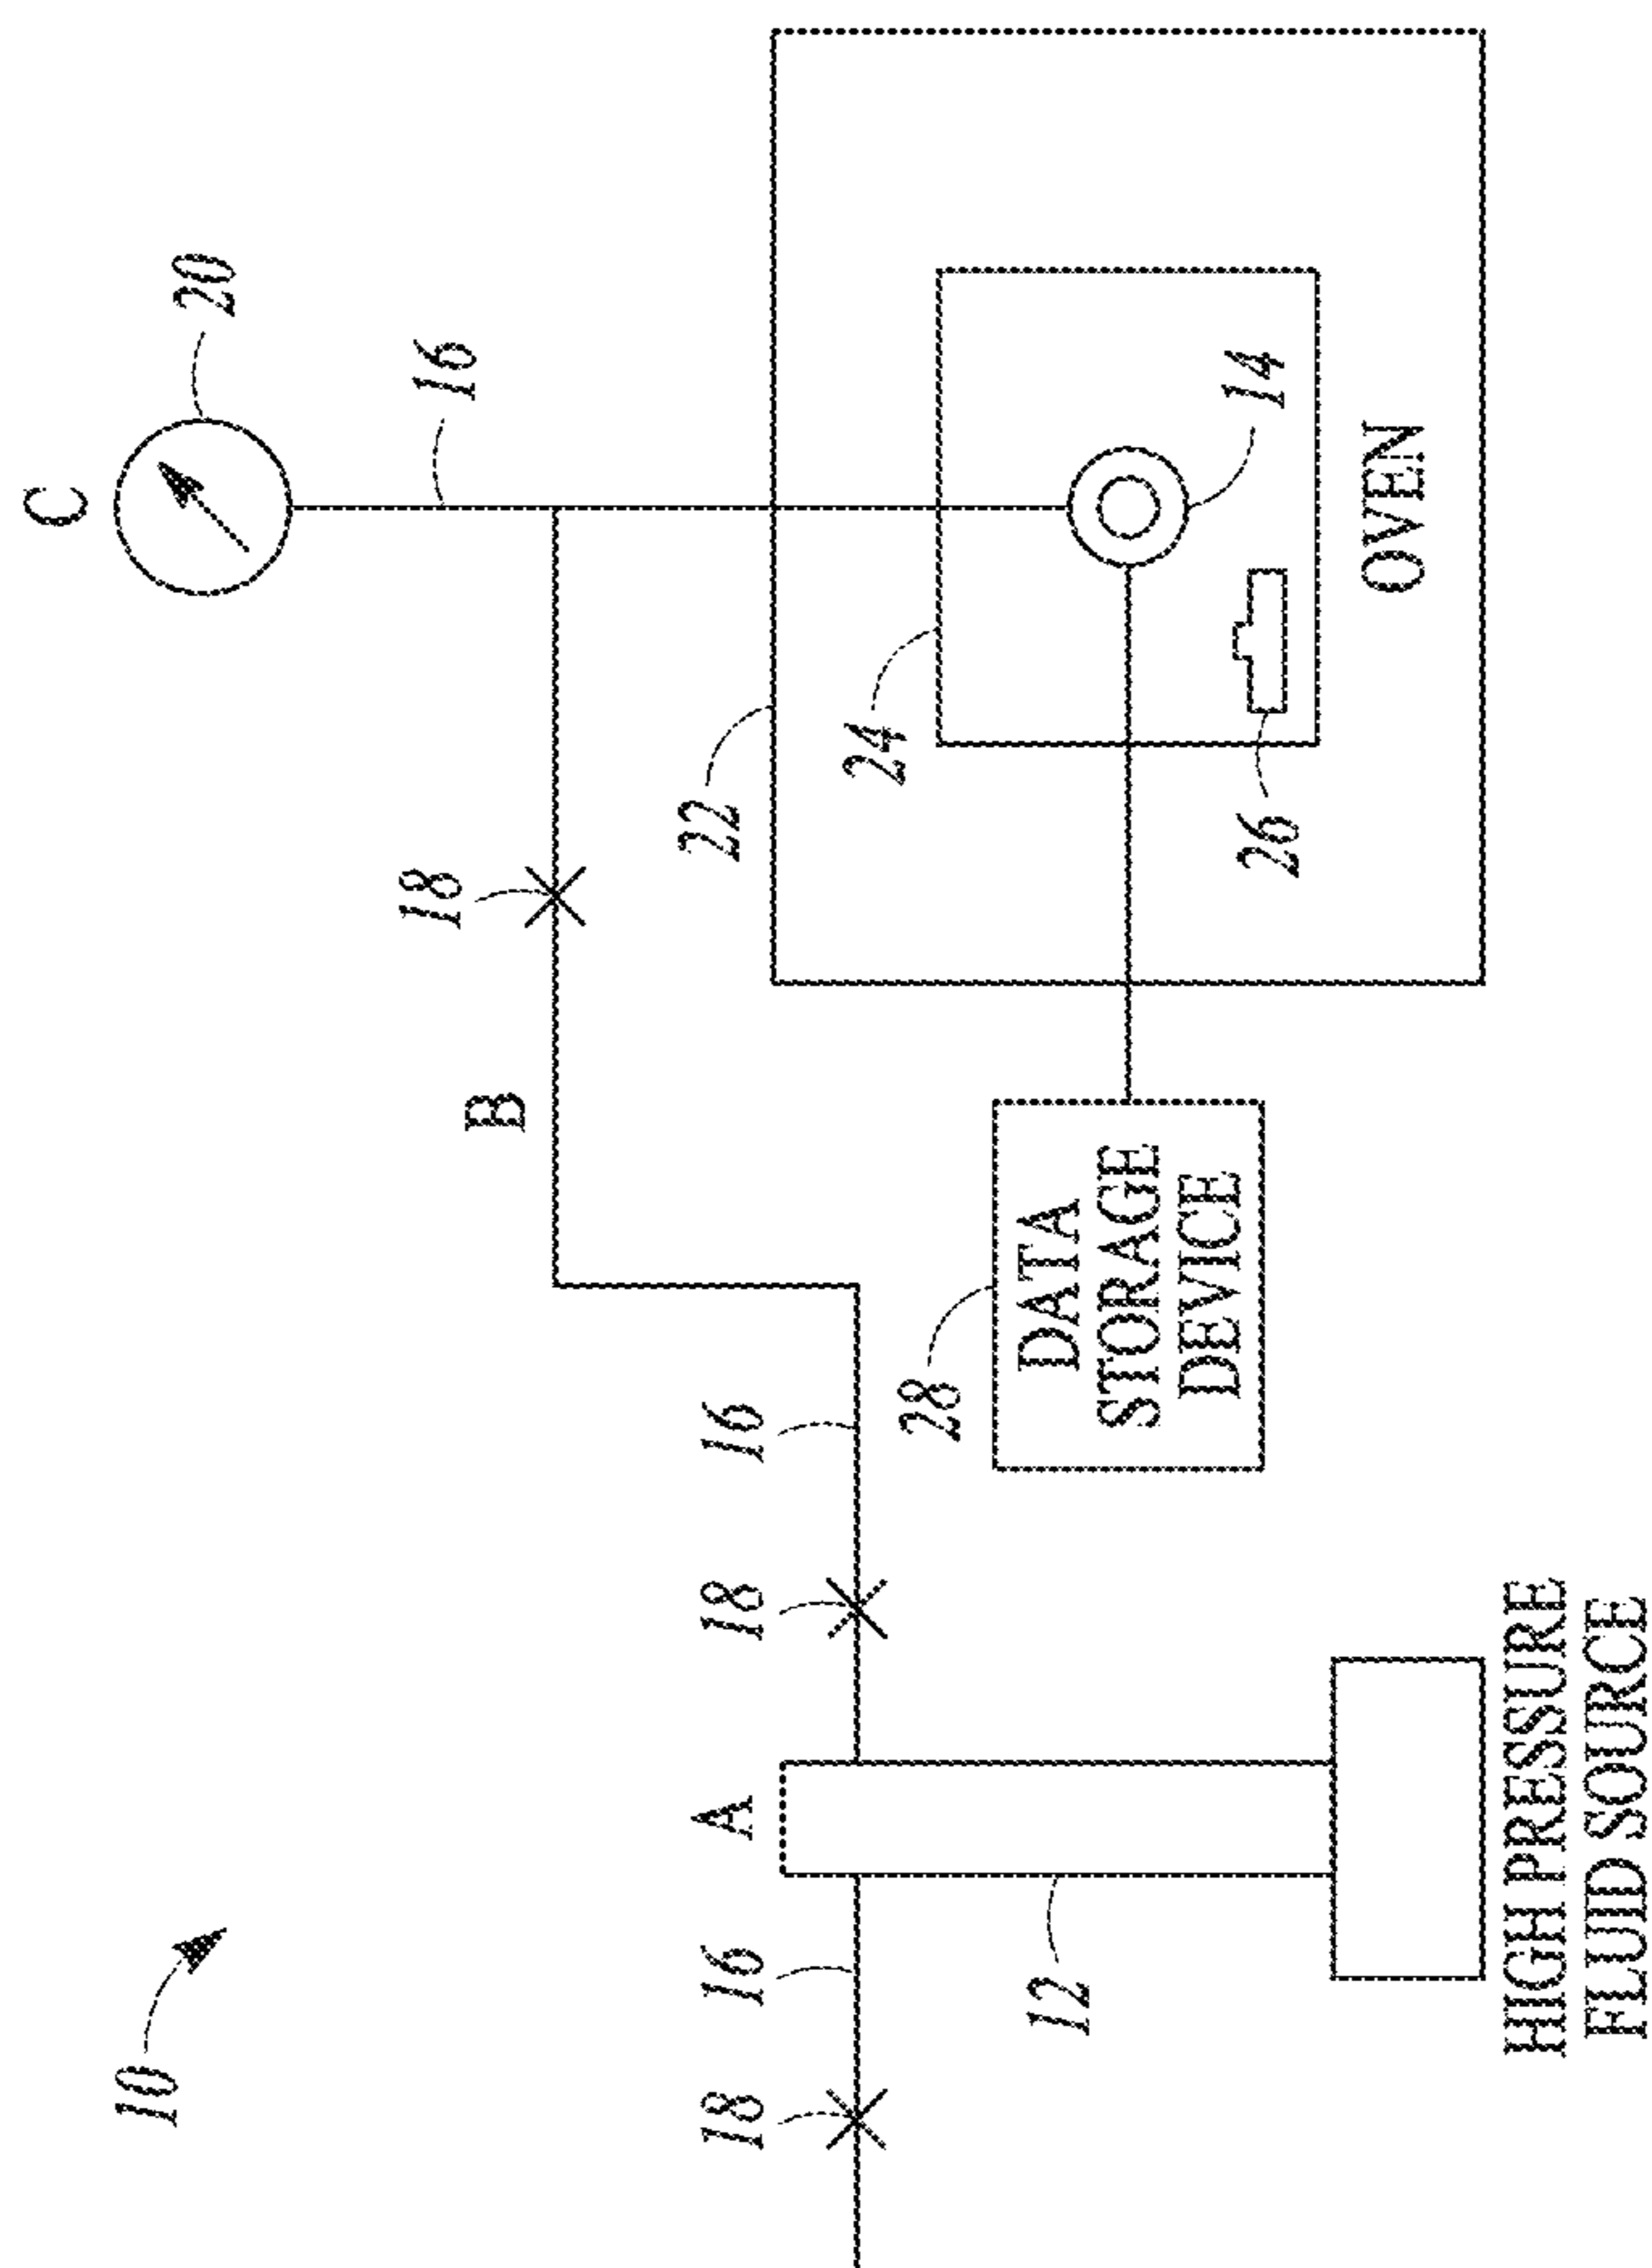 C
10
20
18
16
B
18
16
A
18
16
22
24
28
12
DATA
STORAGE
DEVICE
26
14
OVEN
HIGH PRESSURE
FLUID SOURCE